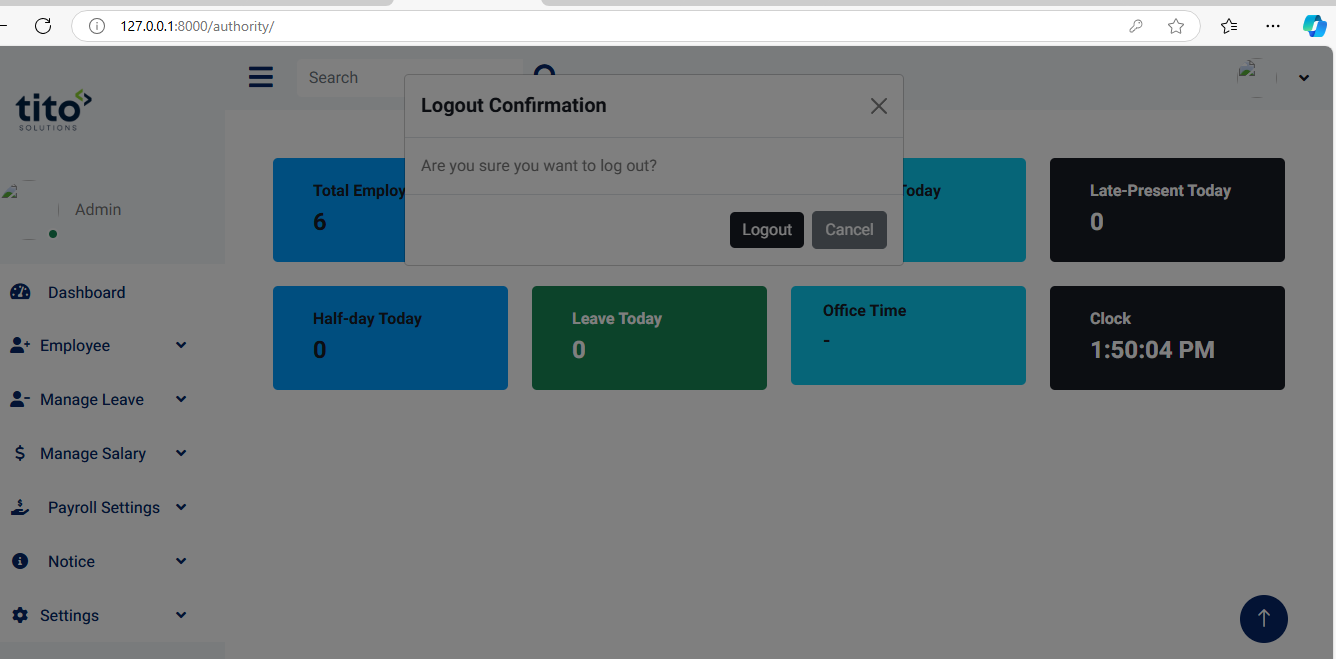 127.0.0.1:8000/authority/
tito
SOLUTIONS
Search
Logout Confirmation
Are you sure you want to log out?
Logout
Cancel
Admin
Dashboard
Employee
Manage Leave
Manage Salary
Payroll Settings
Notice
Settings
Total Employ
6
Today
Late-Present Today
0
Half-day Today
0
Leave Today
0
Office Time
-
Clock
1:50:04 PM